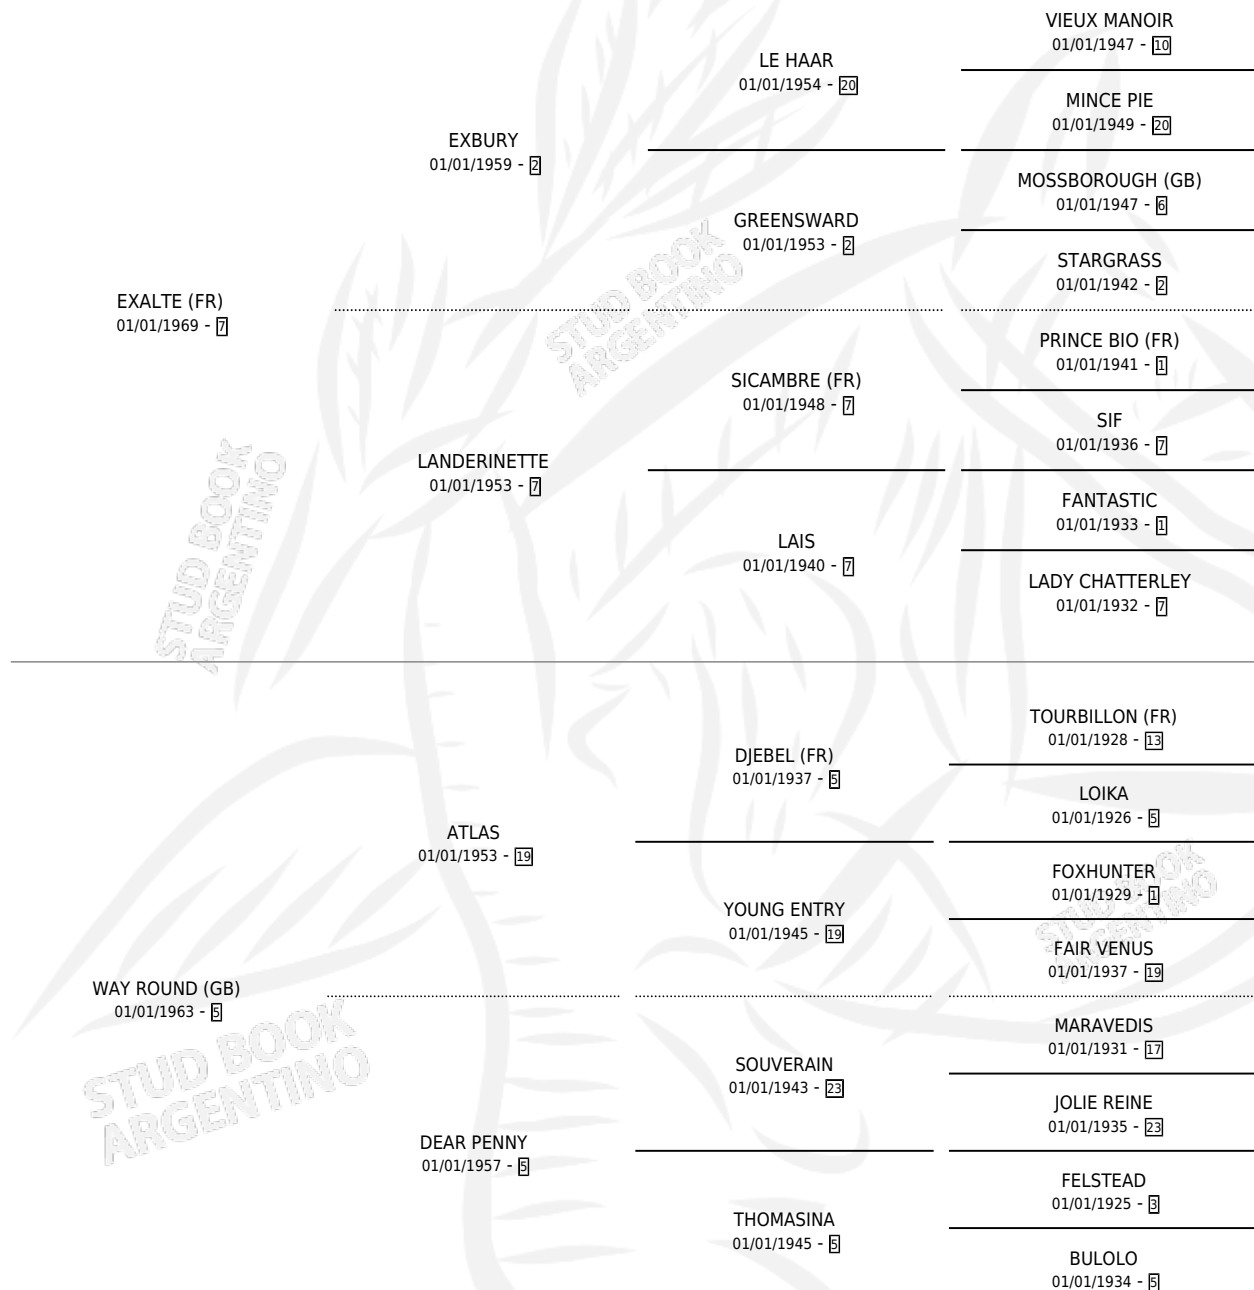 VIEUX MANOIR
01/01/1947 - 10
LE HAAR
01/01/1954 - 20
MINCE PIE
01/01/1949 - 20
EXBURY
01/01/1959 - 2
MOSSBOROUGH (GB)
01/01/1947 - 6
GREENSWARD
01/01/1953 - 2
STARGRASS
01/01/1942 - 2
EXALTE (FR)
01/01/1969 - 7
STUD BOOK
ARGENTINO
PRINCE BIO (FR)
01/01/1941 - 1
SICAMBRE (FR)
01/01/1948 - 7
SIF
01/01/1936 - 7
LANDERINETTE
01/01/1953 - 7
FANTASTIC
01/01/1933 - 1
LAIS
01/01/1940 - 7
LADY CHATTERLEY
01/01/1932 - 7
STUD BOOK
ARGENTINO
TOURBILLON (FR)
01/01/1928 - 13
DJEBEL (FR)
01/01/1937 - 5
LOIKA
01/01/1926 - 5
ATLAS
01/01/1953 - 19
FOXHUNTER
01/01/1929 - 1
YOUNG ENTRY
01/01/1945 - 19
STUD BOOK
ARGENTINO
FAIR VENUS
01/01/1937 - 19
WAY ROUND (GB)
01/01/1963 - 5
MARAVEDIS
01/01/1931 - 17
SOUVERAIN
01/01/1943 - 23
STUD BOOK
ARGENTINO
JOLIE REINE
01/01/1935 - 23
DEAR PENNY
01/01/1957 - 5
FELSTEAD
01/01/1925 - 3
THOMASINA
01/01/1945 - 5
BULOLO
01/01/1934 - 5